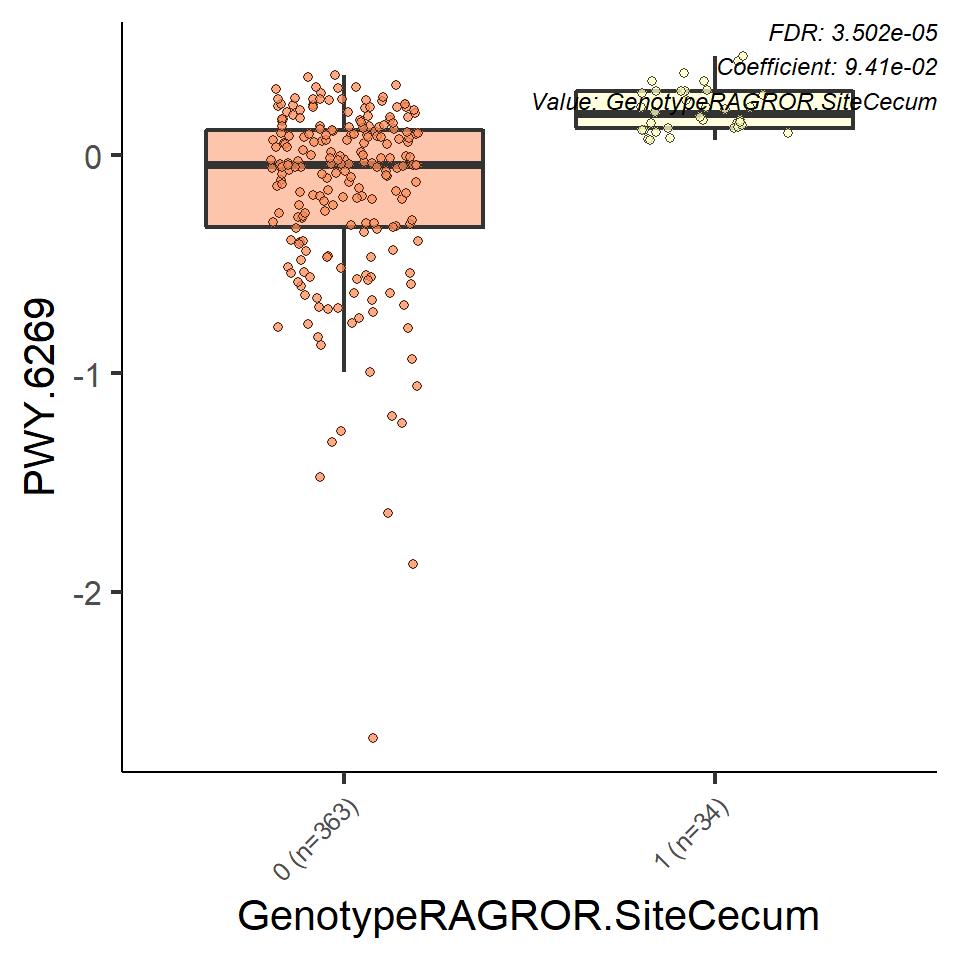 FDR: 3.502e-05
Coefficient: 9.41e-02
Value: GenotypeRAGROR.SiteCecum
0
-1
-2
PWY.6269
0 (n=363)
1 (n=34)
GenotypeRAGROR.SiteCecum